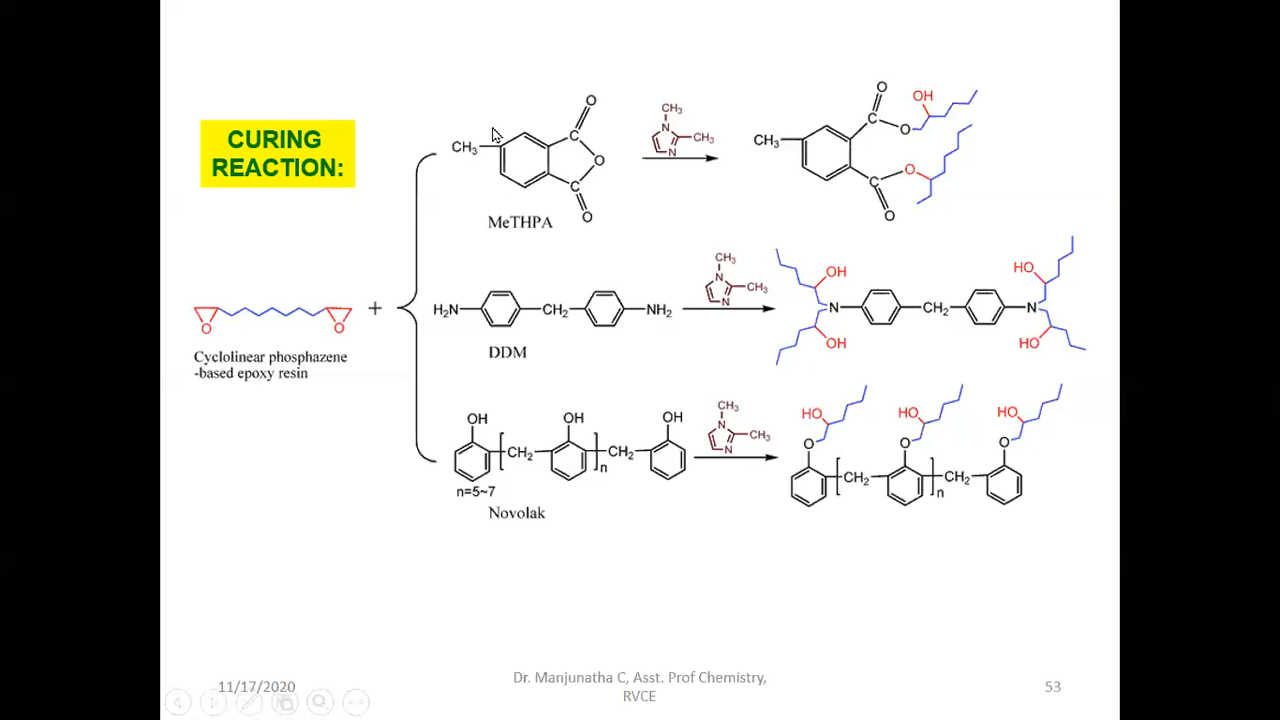 CURING
REACTION:
Cyclolinear phosphazene
-based epoxy resin
O
O
+
CH₃
C
O
O
C
O
MeTHPA
CH₃
N
CH₃
N
CH₃
O
C
O
OH
C
O
O
H₂N
CH₂
NH₂
DDM
CH₃
N
CH₃
N
OH
OH
N
CH₂
N
HO
HO
OH
OH
OH
CH₂
n
CH₂
n=5~7
Novolak
CH₃
N
CH₃
N
HO
HO
HO
O
O
O
CH₂
n
CH₂
11/17/2020
Dr. Manjunatha C, Asst. Prof Chemistry,
RVCE
53